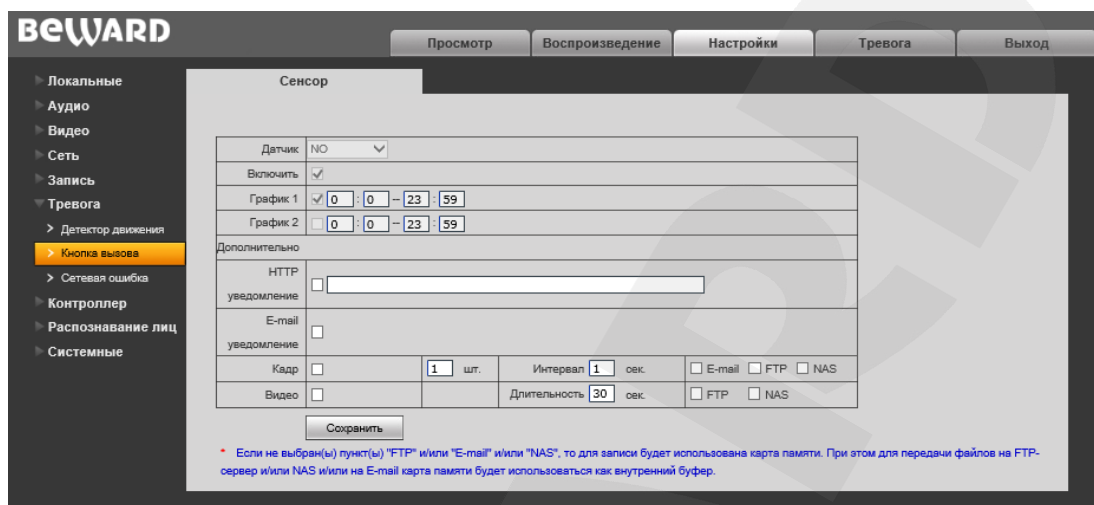 BEWARD
Просмотр Воспроизведение Настройки Тревога Выход
Локальные
Аудио
Видео
Сеть
Запись
Тревога
Детектор движения
Кнопка вызова
Сетевая ошибка
Контроллер
Распознавание лиц
Системные
Сенсор
Датчик NO
Включить
График 1 0 : 0 -- 23 : 59
График 2 0 : 0 -- 23 : 59
Дополнительно
HTTP
уведомление
E-mail
уведомление
Кадр 1 шт. Интервал 1 сек. E-mail FTP NAS
Видео Длительность 30 сек. FTP NAS
Сохранить
* Если не выбран(ы) пункт(ы) "FTP" и/или "E-mail" и/или "NAS", то для записи будет использована карта памяти. При этом для передачи файлов на FTP-
сервер и/или NAS и/или на E-mail карта памяти будет использоваться как внутренний буфер.